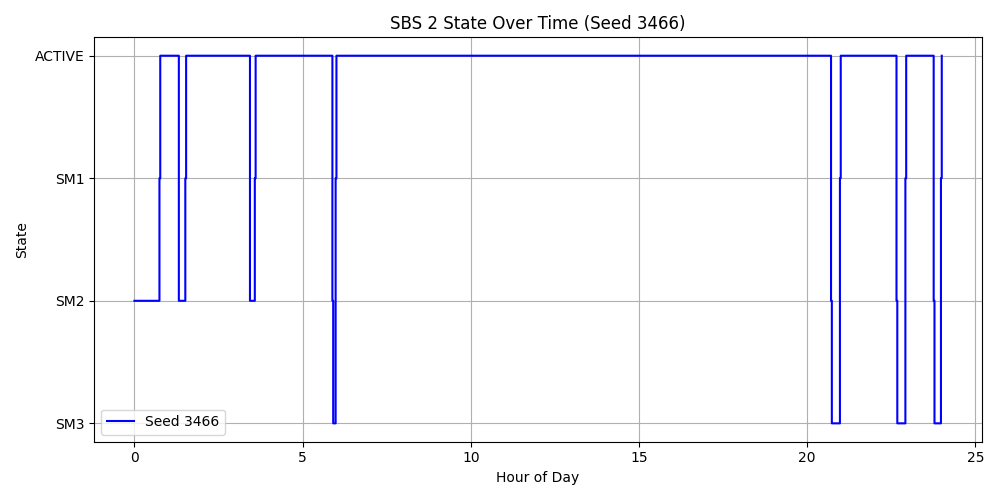 SBS 2 State Over Time (Seed 3466)
ACTIVE
SM1
SM2
SM3
State
Seed 3466
0 5 10 15 20 25
Hour of Day